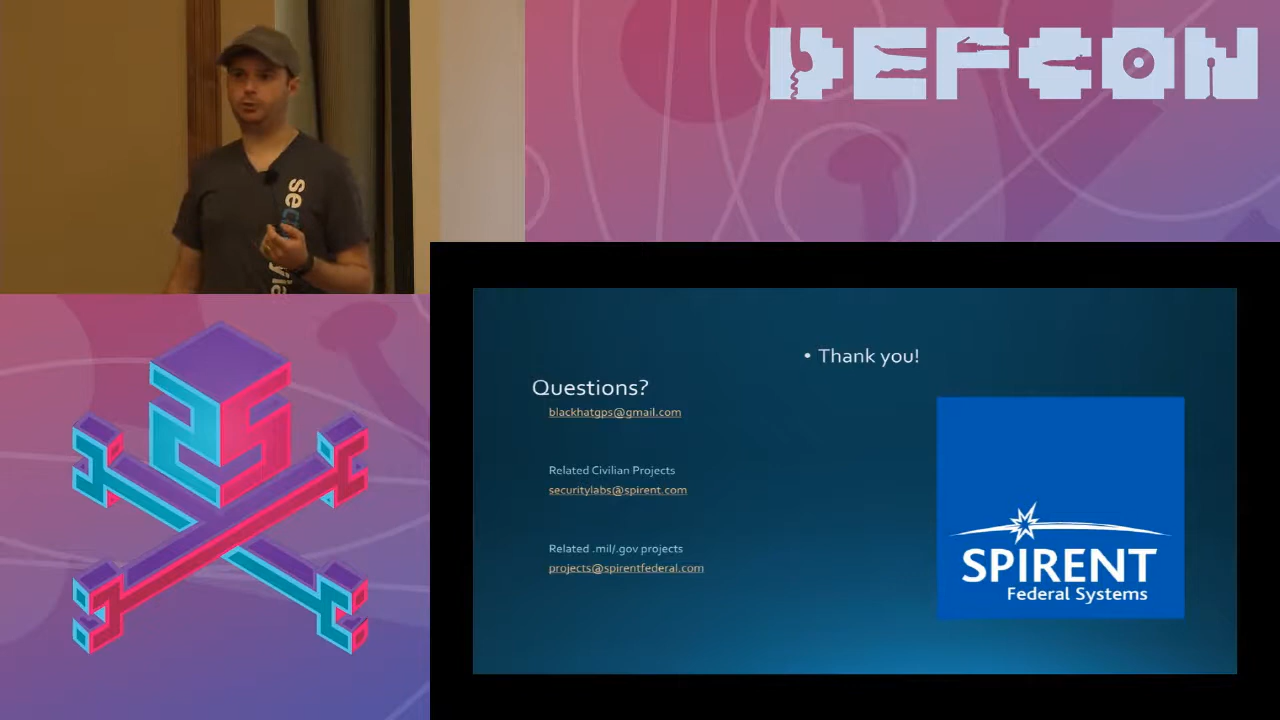 DEFCON
sec
• Thank you!
Questions?
blackhatgps@gmail.com
Related Civilian Projects
securitylabs@spirent.com
Related .mil/.gov projects
projects@spirentfederal.com
SPIRENT
Federal Systems